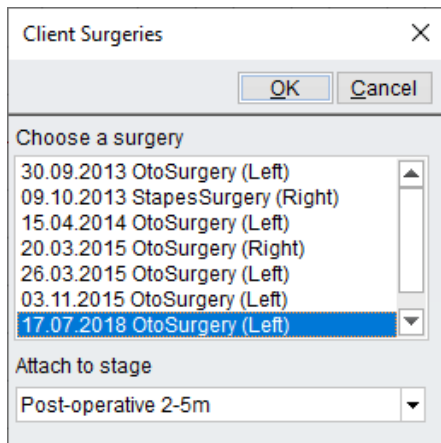 Client Surgeries
OK Cancel
Choose a surgery
30.09.2013 OtoSurgery (Left)
09.10.2013 StapesSurgery (Right)
15.04.2014 OtoSurgery (Left)
20.03.2015 OtoSurgery (Right)
26.03.2015 OtoSurgery (Left)
03.11.2015 OtoSurgery (Left)
17.07.2018 OtoSurgery (Left)
Attach to stage
Post-operative 2-5m